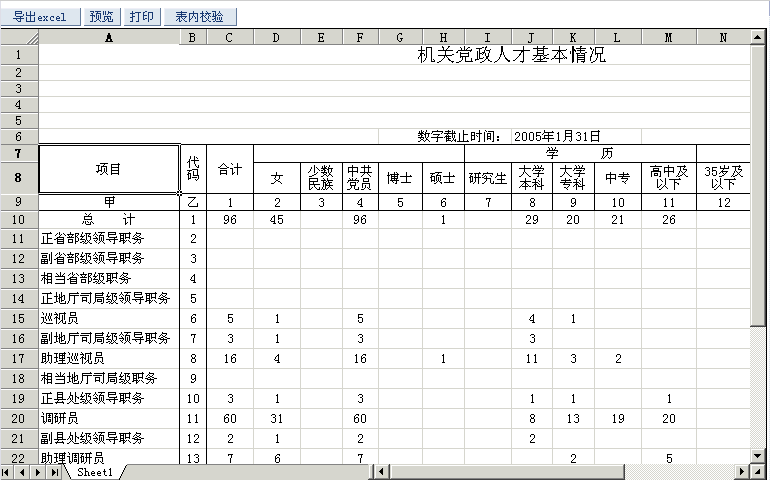 导出excel 预览 打印 表内校验
A B C D E F G H I J K L M N
1 机关党政人才基本情况
2
3
4
5
6 数字截止时间: 2005年1月31日
7 项目 代码 合计 学 历
8 女 少数民族 中共党员 博士 硕士 研究生 大学本科 大学专科 中专 高中及以下 35岁及以下
9 甲 乙 1 2 3 4 5 6 7 8 9 10 11 12
10 总 计 1 96 45 96 1 29 20 21 26
11 正省部级领导职务 2
12 副省部级领导职务 3
13 相当省部级职务 4
14 正地厅司局级领导职务 5
15 巡视员 6 5 1 5 4 1
16 副地厅司局级领导职务 7 3 1 3 3
17 助理巡视员 8 16 4 16 1 11 3 2
18 相当地厅司局级职务 9
19 正县处级领导职务 10 3 1 3 1 1 1
20 调研员 11 60 31 60 8 13 19 20
21 副县处级领导职务 12 2 1 2 2
22 助理调研员 13 7 6 7 2 5
Sheet1